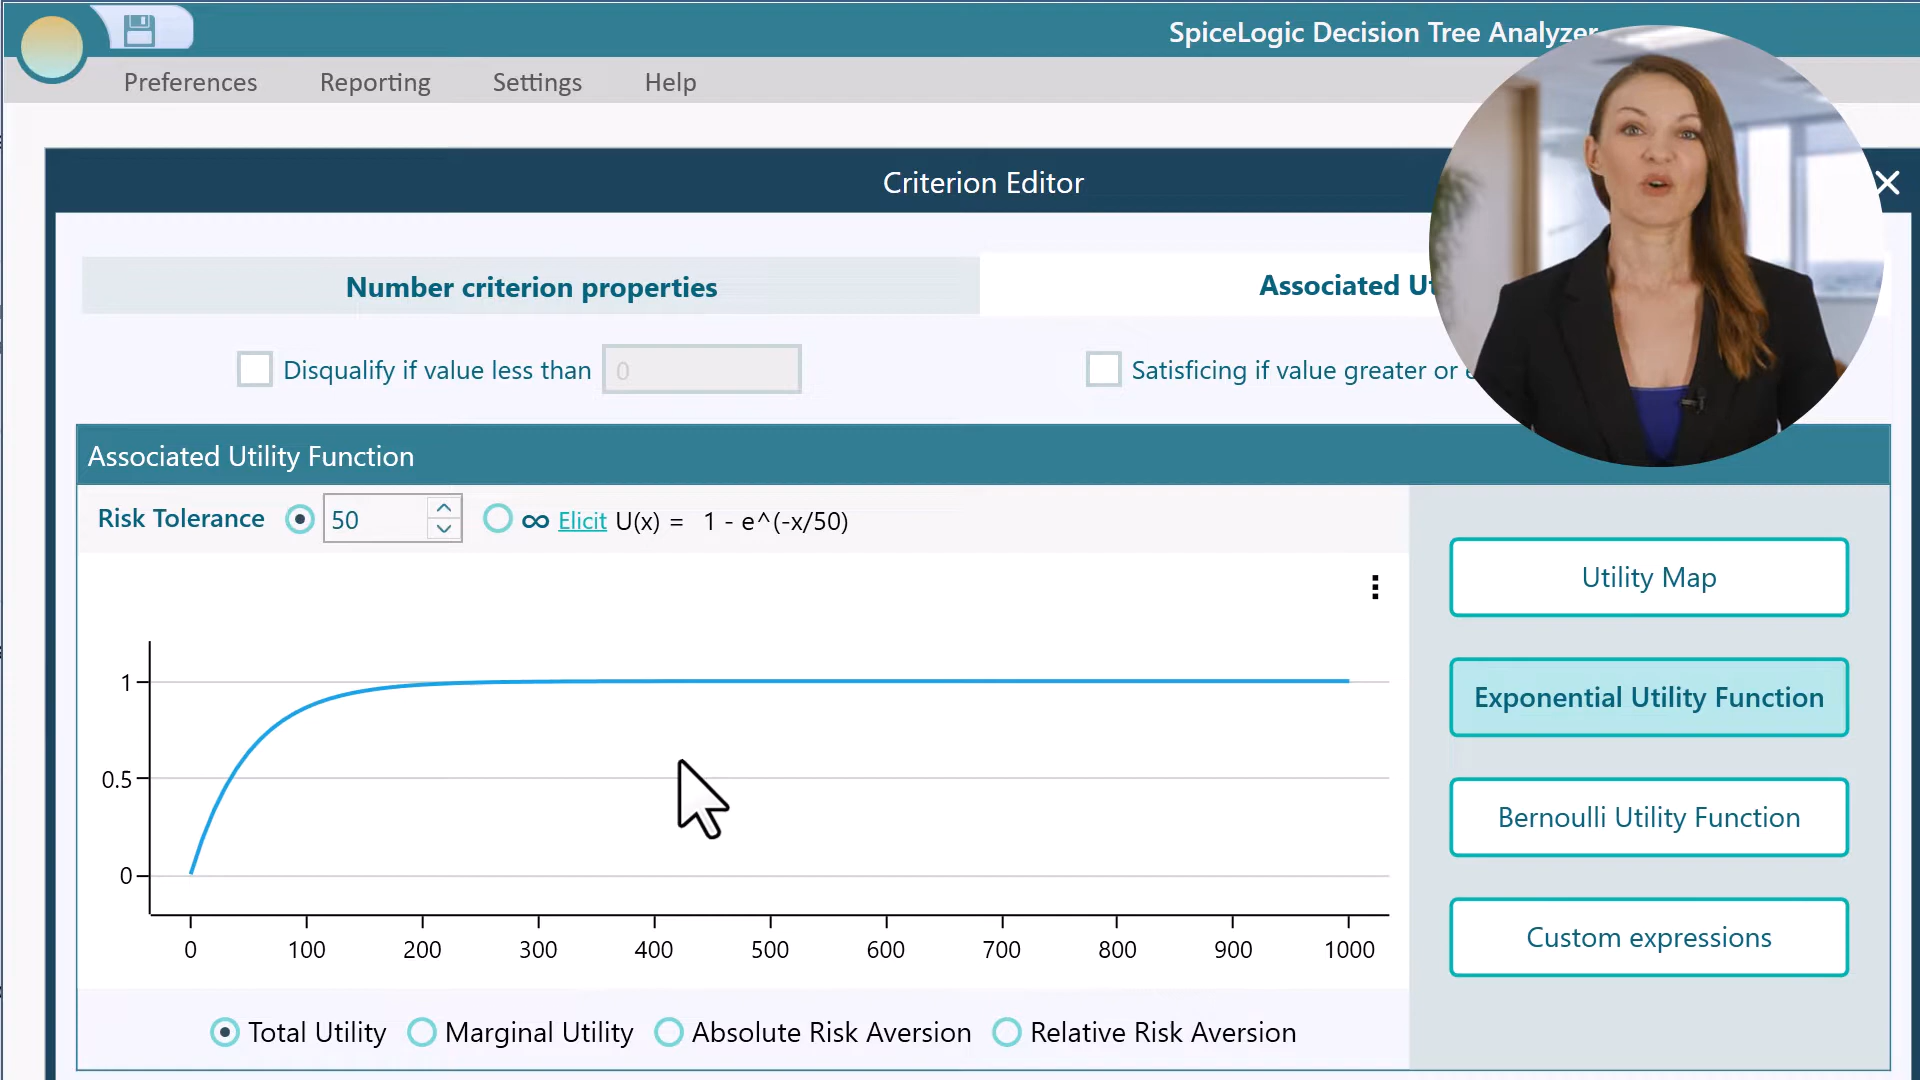 SpiceLogic Decision Tree Analyzer
Preferences Reporting Settings Help
Criterion Editor
Number criterion properties
Associated
Disqualify if value less than 0
Satisficing if value greater or
Associated Utility Function
Risk Tolerance 50 ∞ Elicit U(x) = 1 - e^(-x/50)
1
0.5
0
0 100 200 300 400 500 600 700 800 900 1000
Total Utility Marginal Utility Absolute Risk Aversion Relative Risk Aversion
Utility Map
Exponential Utility Function
Bernoulli Utility Function
Custom expressions